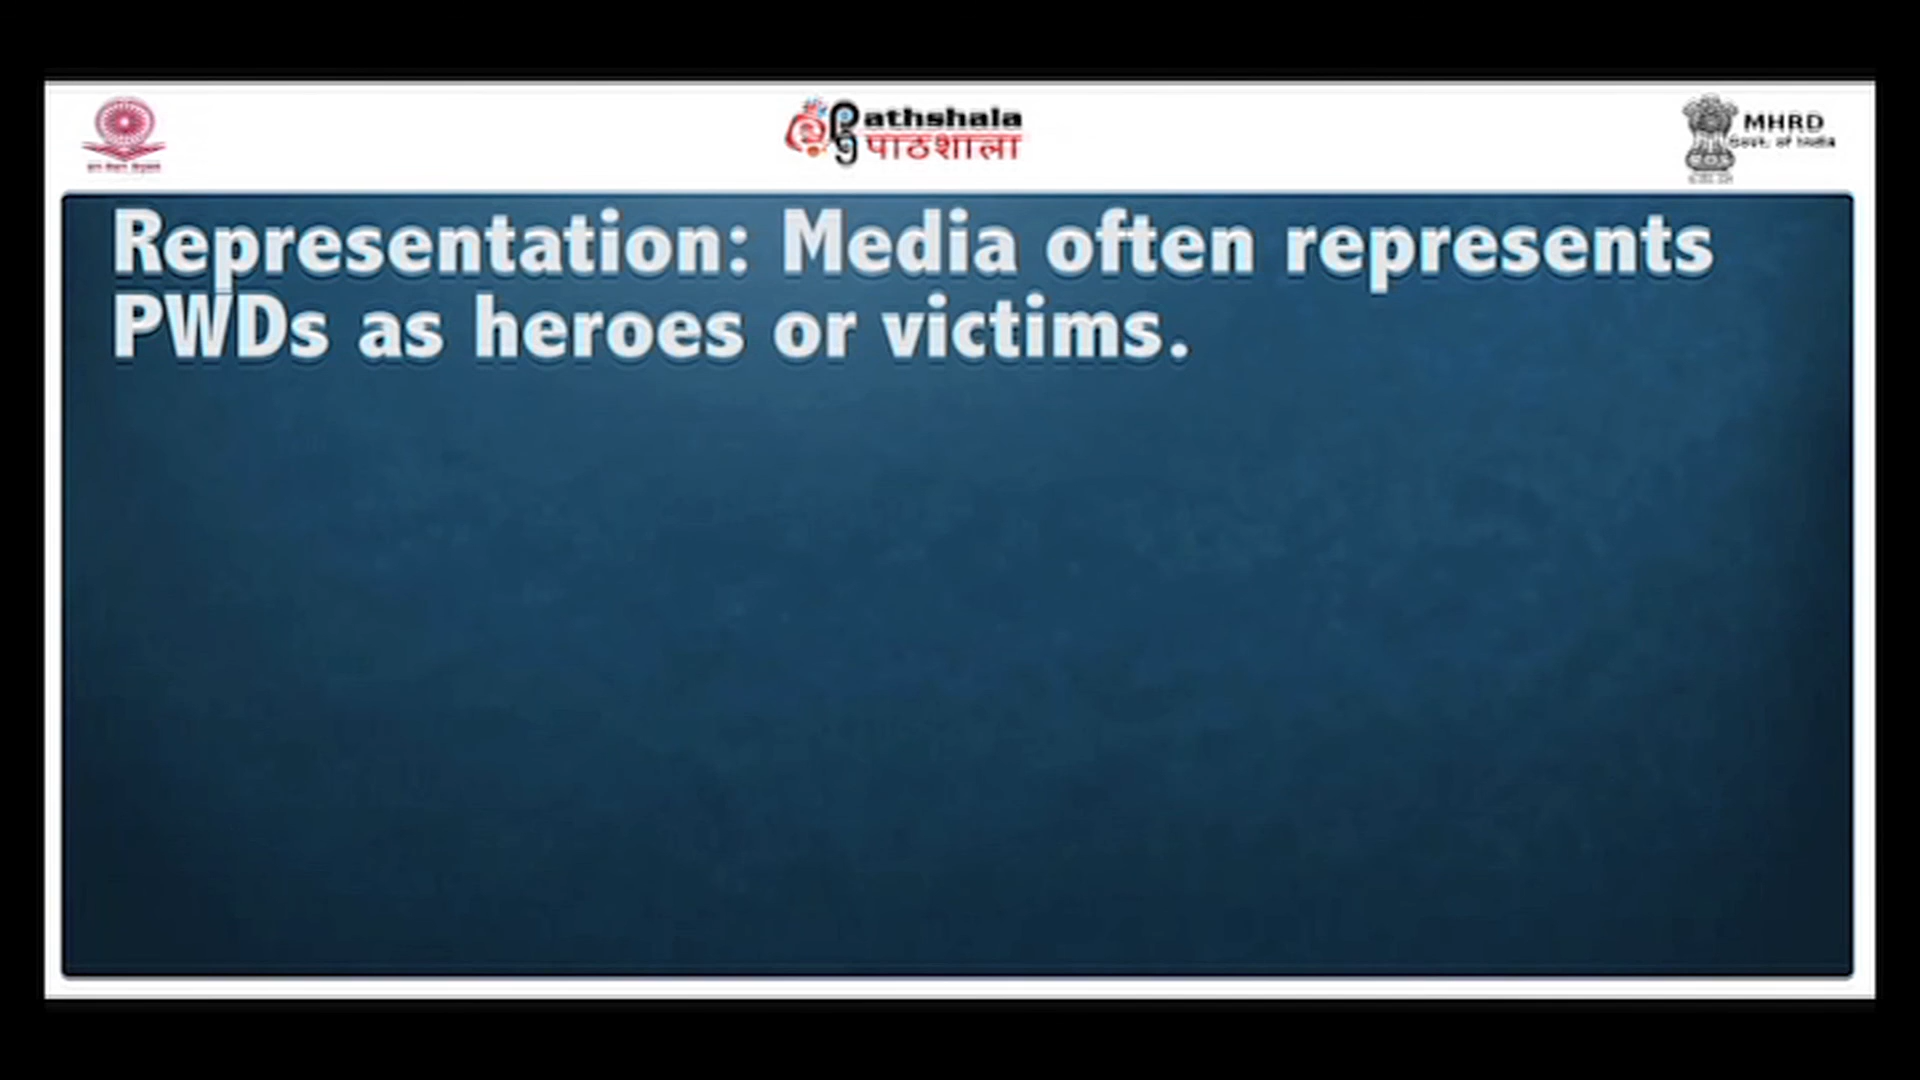 Pathshala
पाठशाला
MHRD
Govt. of India
Representation: Media often represents
PWDs as heroes or victims.